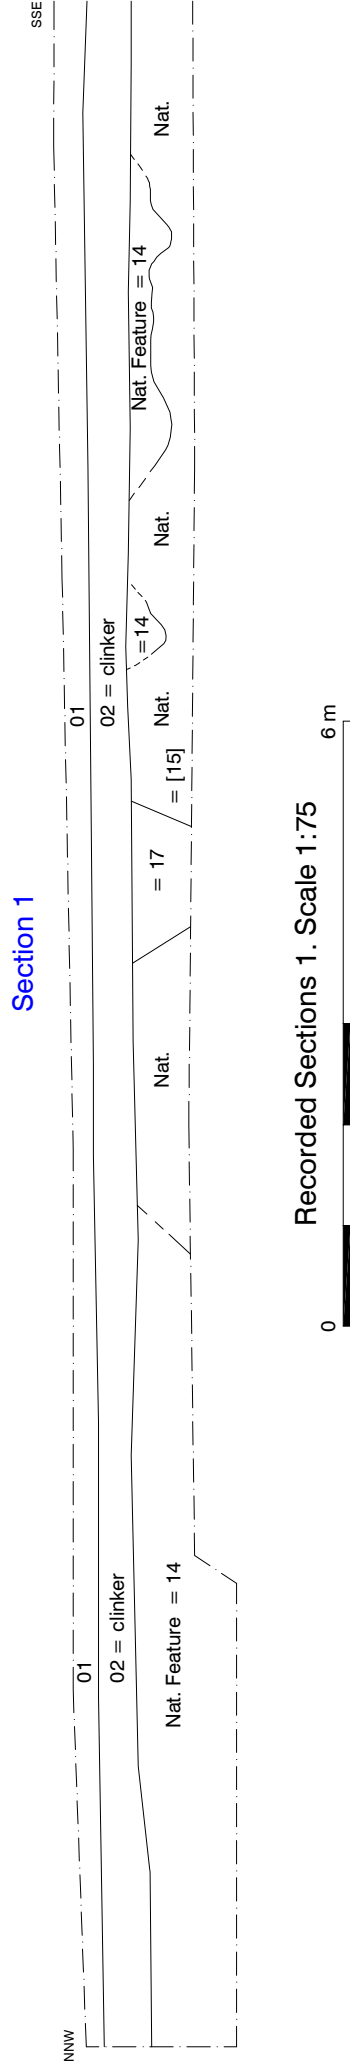 Section 1
NNW
SSE
01
01
02 = clinker
02 = clinker
Nat. Feature = 14
Nat.
= 17
= [15]
Nat.
=14
Nat.
Nat. Feature = 14
Nat.
Recorded Sections 1. Scale 1:75
0
6 m